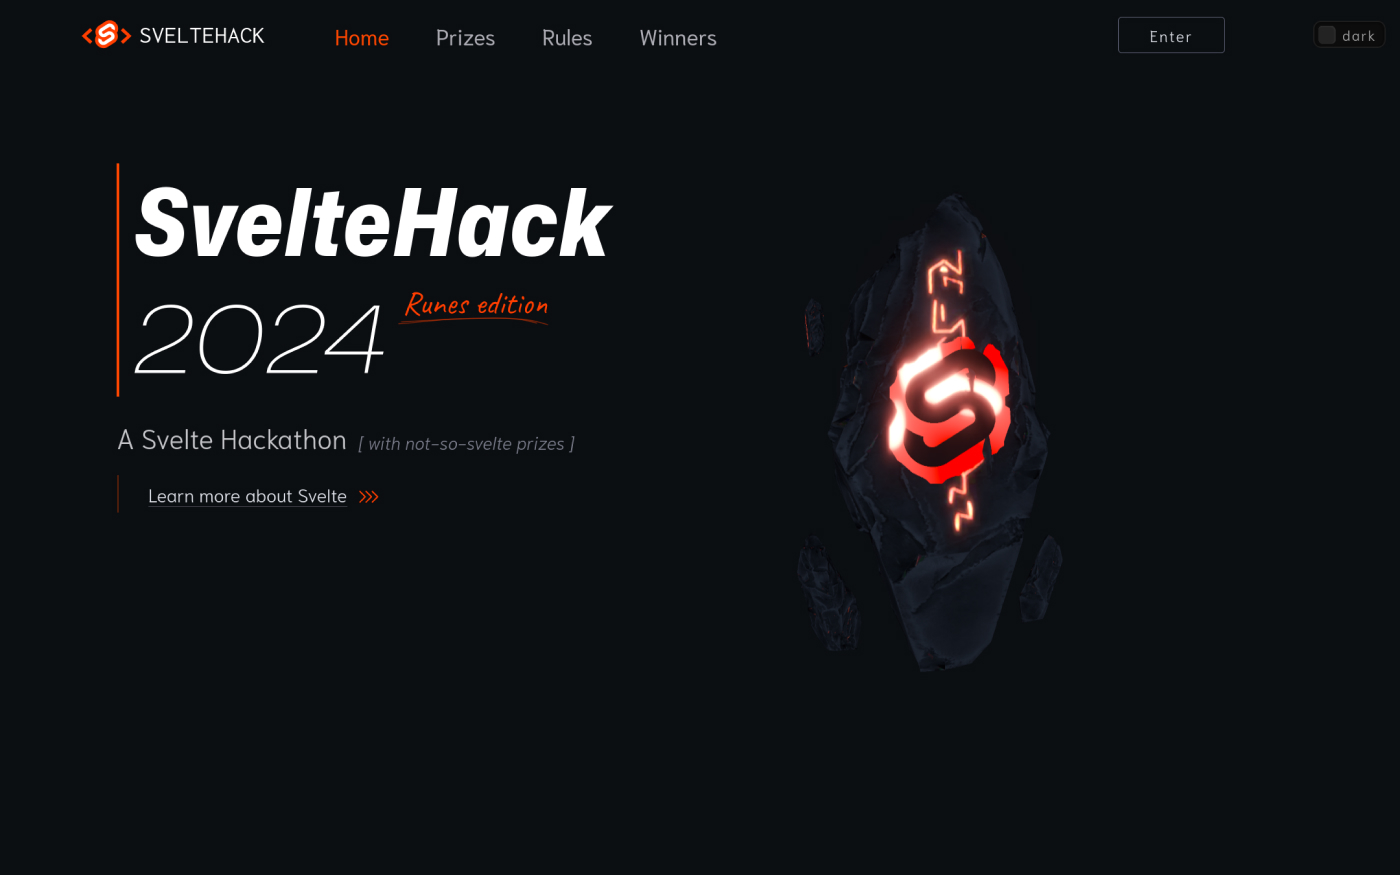 SVELTEHACK
Home
Prizes
Rules
Winners
Enter
dark
SvelteHack
2024
Runes edition
A Svelte Hackathon [ with not-so-svelte prizes ]
Learn more about Svelte